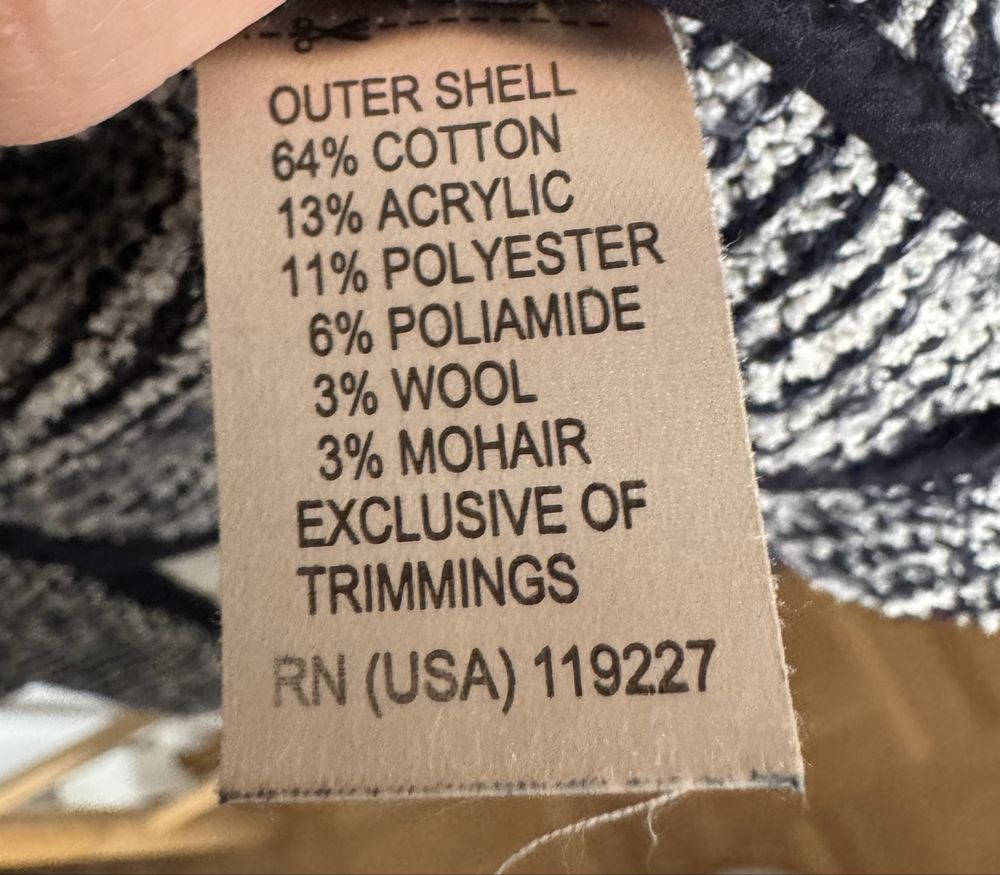 OUTER SHELL
64% COTTON
13% ACRYLIC
11% POLYESTER
6% POLIAMIDE
3% WOOL
3% MOHAIR
EXCLUSIVE OF
TRIMMINGS
RN (USA) 119227